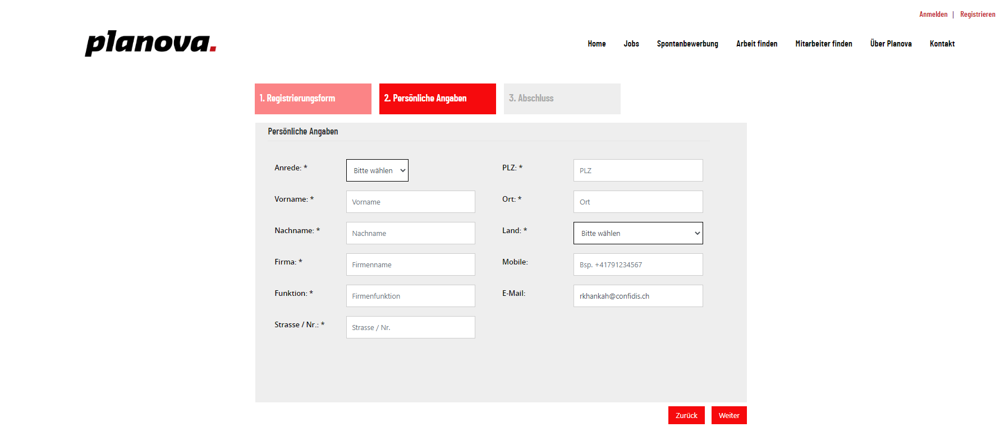 Anmelden | Registrieren
planova.
Home Jobs Spontanbewerbung Arbeit finden Mitarbeiter finden Über Planova Kontakt
1. Registrierungsform 2. Persönliche Angaben 3. Abschluss
Persönliche Angaben
Anrede: * Bitte wählen PLZ: * PLZ
Vorname: * Vorname Ort: * Ort
Nachname: * Nachname Land: * Bitte wählen
Firma: * Firmenname Mobile: Bsp. +41791234567
Funktion: * Firmenfunktion E-Mail: rkhankah@confidis.ch
Strasse / Nr.: * Strasse / Nr.
Zurück Weiter